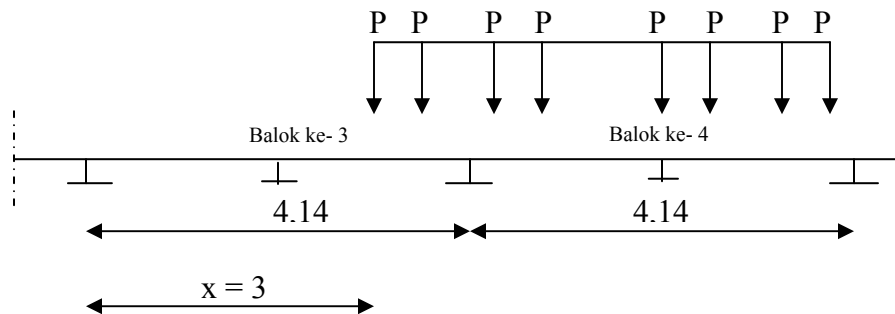 P P P P P P P P
Balok ke- 3 Balok ke- 4
4.14 4.14
x = 3